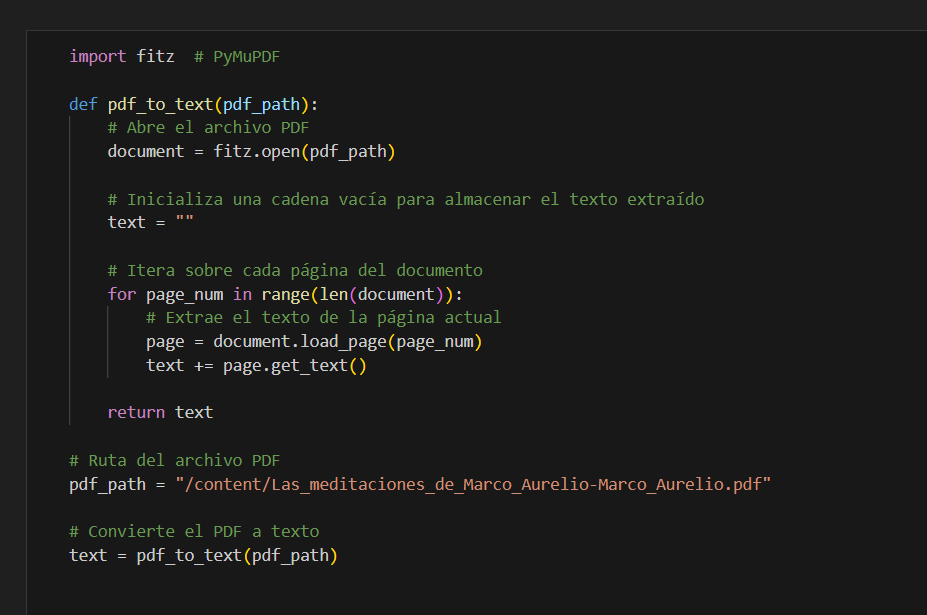 import fitz  # PyMuPDF
def pdf_to_text(pdf_path):
    # Abre el archivo PDF
    document = fitz.open(pdf_path)
    # Inicializa una cadena vacía para almacenar el texto extraído
    text = ""
    # Itera sobre cada página del documento
    for page_num in range(len(document)):
        # Extrae el texto de la página actual
        page = document.load_page(page_num)
        text += page.get_text()
    return text
# Ruta del archivo PDF
pdf_path = "/content/Las_meditaciones_de_Marco_Aurelio-Marco_Aurelio.pdf"
# Convierte el PDF a texto
text = pdf_to_text(pdf_path)